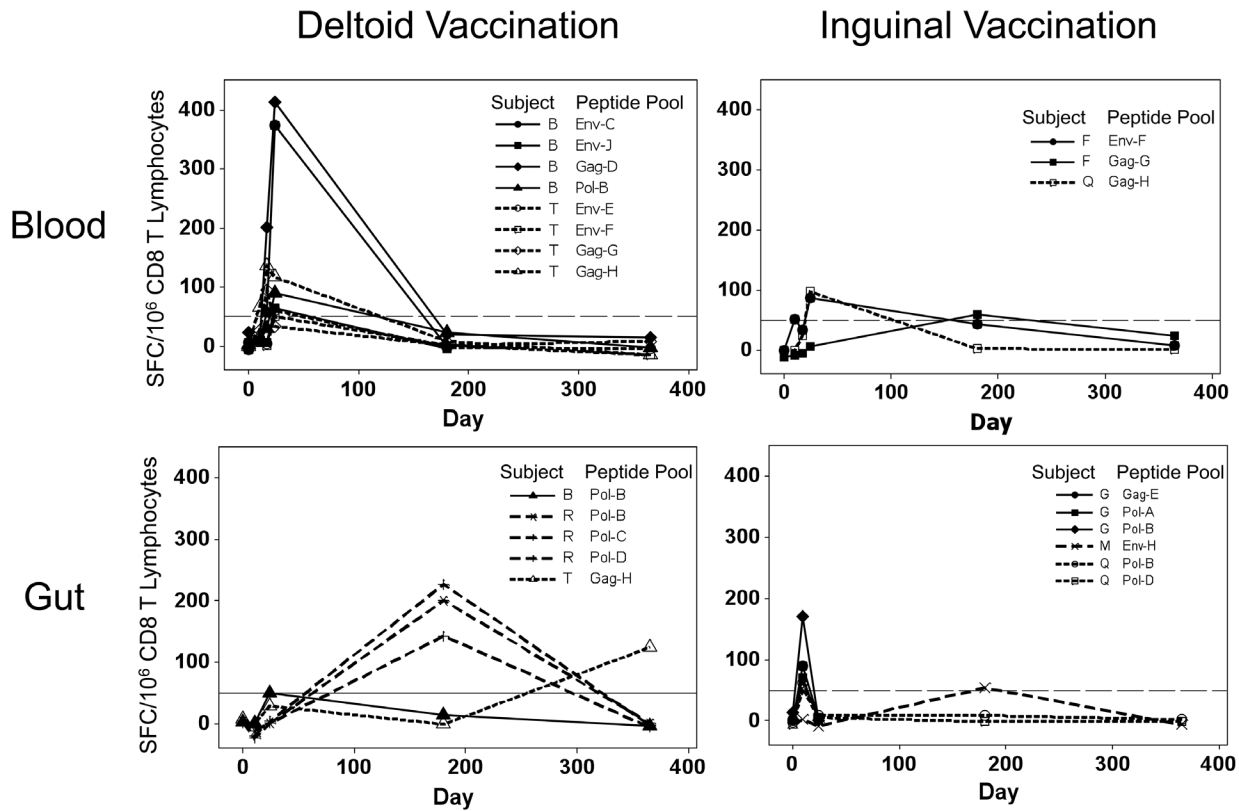 Deltoid Vaccination
Inguinal Vaccination
Blood
SFC/10⁶ CD8 T Lymphocytes
400
300
200
100
0
Subject Peptide Pool
B Env-C
B Env-J
B Gag-D
B Pol-B
T Env-E
T Env-F
T Gag-G
T Gag-H
0 100 200 300 400
Day
400
300
200
100
0
Subject Peptide Pool
F Env-F
F Gag-G
Q Gag-H
0 100 200 300 400
Day
Gut
SFC/10⁶ CD8 T Lymphocytes
400
300
200
100
0
Subject Peptide Pool
B Pol-B
R Pol-B
R Pol-C
R Pol-D
T Gag-H
0 100 200 300 400
Day
400
300
200
100
0
Subject Peptide Pool
G Gag-E
G Pol-A
G Pol-B
M Env-H
Q Pol-B
Q Pol-D
0 100 200 300 400
Day